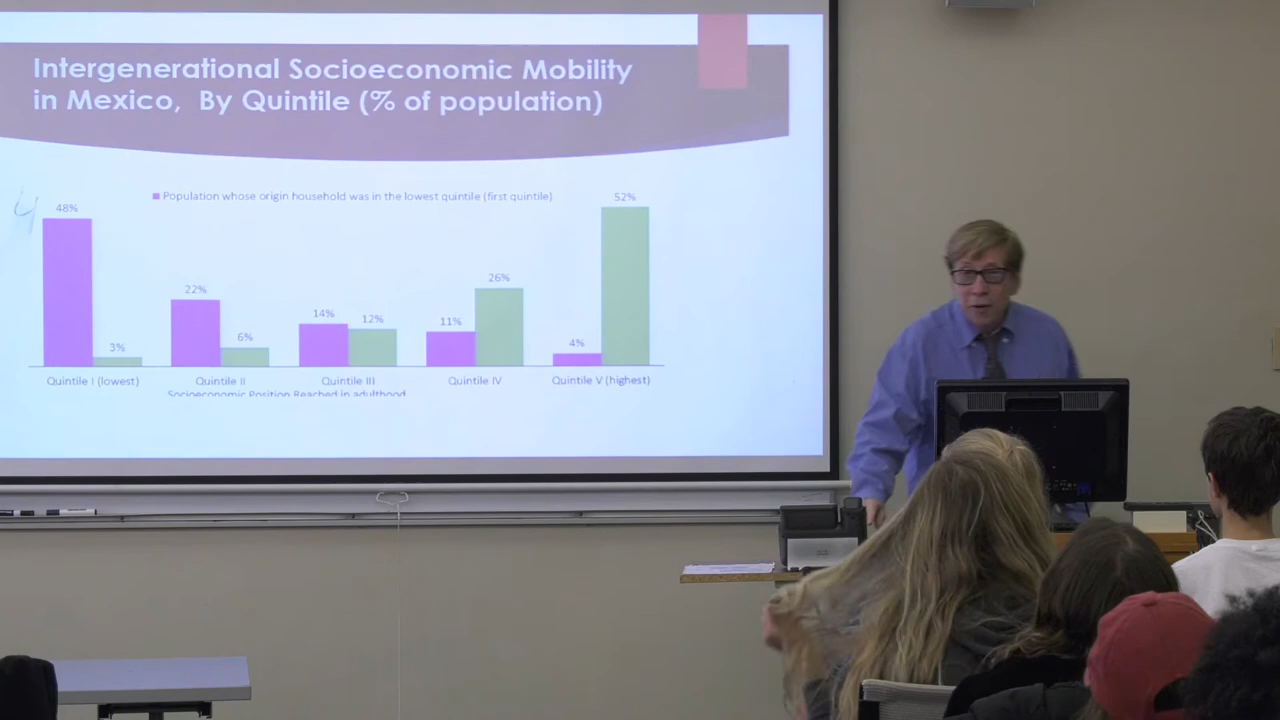 Intergenerational Socioeconomic Mobility
in Mexico, By Quintile (% of population)
Population whose origin household was in the lowest quintile (first quintile)
48%
3%
22%
6%
14%
12%
11%
26%
4%
52%
Quintile I (lowest)
Quintile II
Quintile III
Quintile IV
Quintile V (highest)
Socioeconomic Position Reached in adulthood